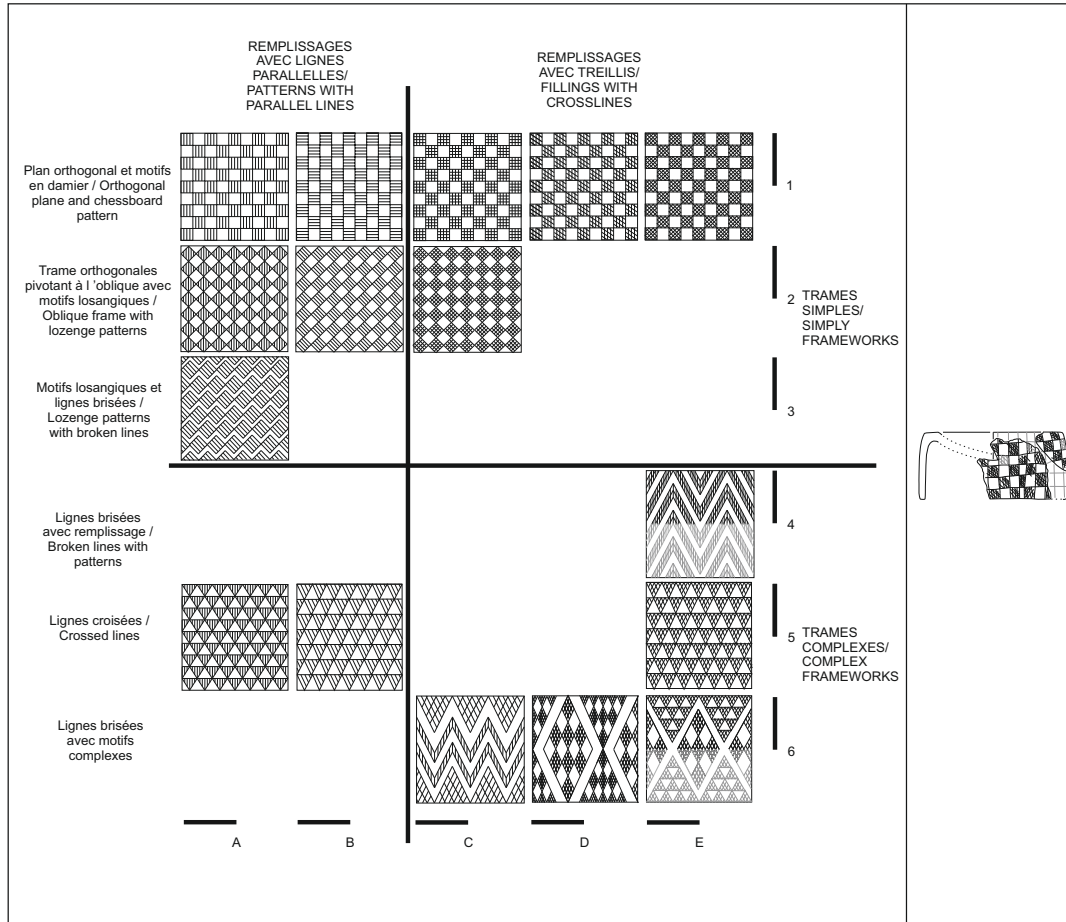 REMPLISSAGES
AVEC LIGNES
PARALLELES/
PATTERNS WITH
PARALLEL LINES
REMPLISSAGES
AVEC TREILLIS/
FILLINGS WITH
CROSSLINES
Plan orthogonal et motifs
en damier / Orthogonal
plane and chessboard
pattern
1
Trame orthogonales
pivotant à l 'oblique avec
motifs losangiques /
Oblique frame with
lozenge patterns
2
TRAMES
SIMPLES/
SIMPLY
FRAMEWORKS
Motifs losangiques et
lignes brisées /
Lozenge patterns
with broken lines
3
Lignes brisées
avec remplissage /
Broken lines with
patterns
4
Lignes croisées /
Crossed lines
5
TRAMES
COMPLEXES/
COMPLEX
FRAMEWORKS
Lignes brisées
avec motifs
complexes
6
A B C D E